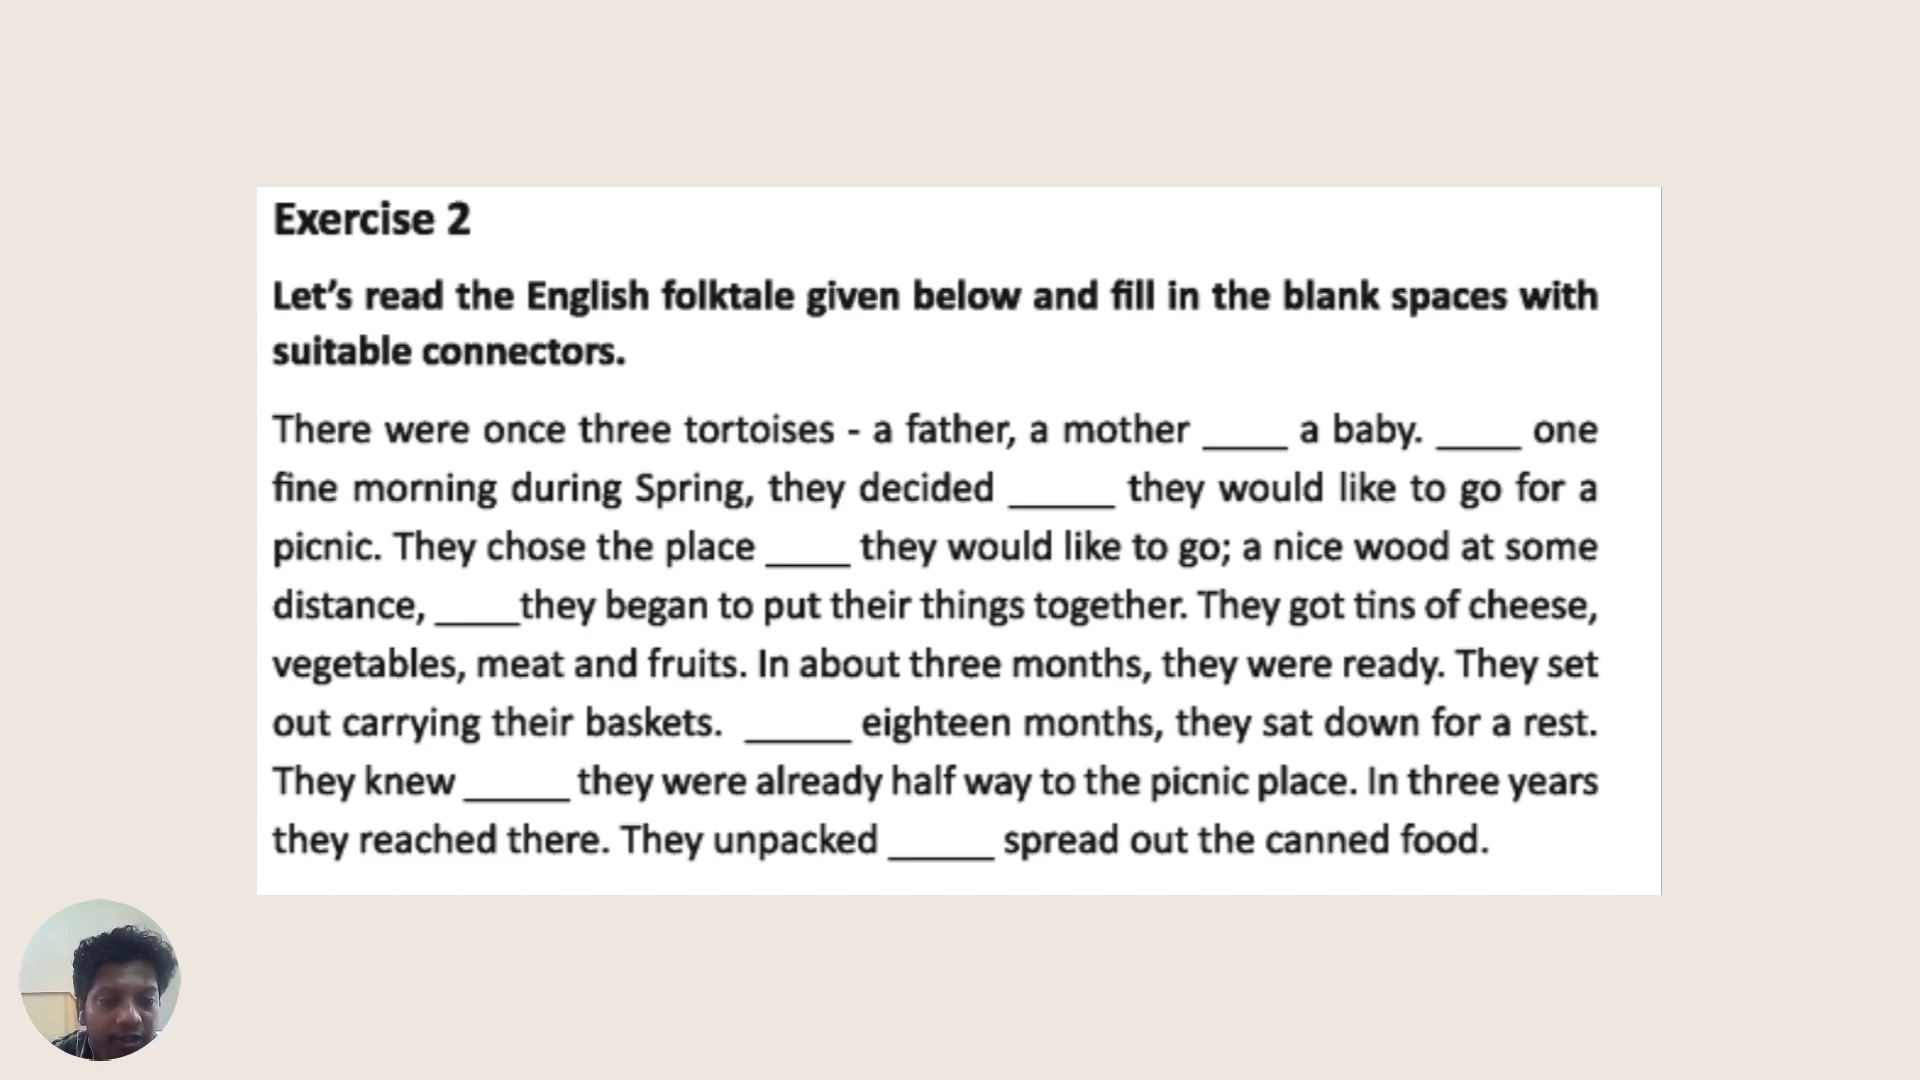 Exercise 2
Let's read the English folktale given below and fill in the blank spaces with
suitable connectors.
There were once three tortoises - a father, a mother ____ a baby. ____ one
fine morning during Spring, they decided _____ they would like to go for a
picnic. They chose the place ____ they would like to go; a nice wood at some
distance, ____they began to put their things together. They got tins of cheese,
vegetables, meat and fruits. In about three months, they were ready. They set
out carrying their baskets. _____ eighteen months, they sat down for a rest.
They knew _____ they were already half way to the picnic place. In three years
they reached there. They unpacked _____ spread out the canned food.